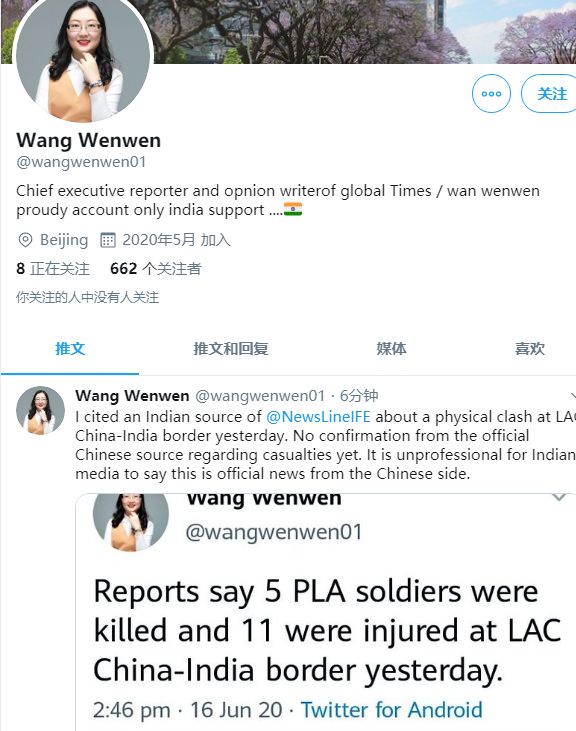 Wang Wenwen
@wangwenwen01
Chief executive reporter and opnion writerof global Times / wan wenwen
proudy account only india support ....🇮🇳
Beijing 2020年5月 加入
8 正在关注 662 个关注者
你关注的人中没有人关注
关注
推文 推文和回复 媒体 喜欢
Wang Wenwen @wangwenwen01 · 6分钟
I cited an Indian source of @NewsLineIFE about a physical clash at LAC
China-India border yesterday. No confirmation from the official
Chinese source regarding casualties yet. It is unprofessional for Indian
media to say this is official news from the Chinese side.
Wang Wenwen
@wangwenwen01
Reports say 5 PLA soldiers were
killed and 11 were injured at LAC
China-India border yesterday.
2:46 pm · 16 Jun 20 · Twitter for Android